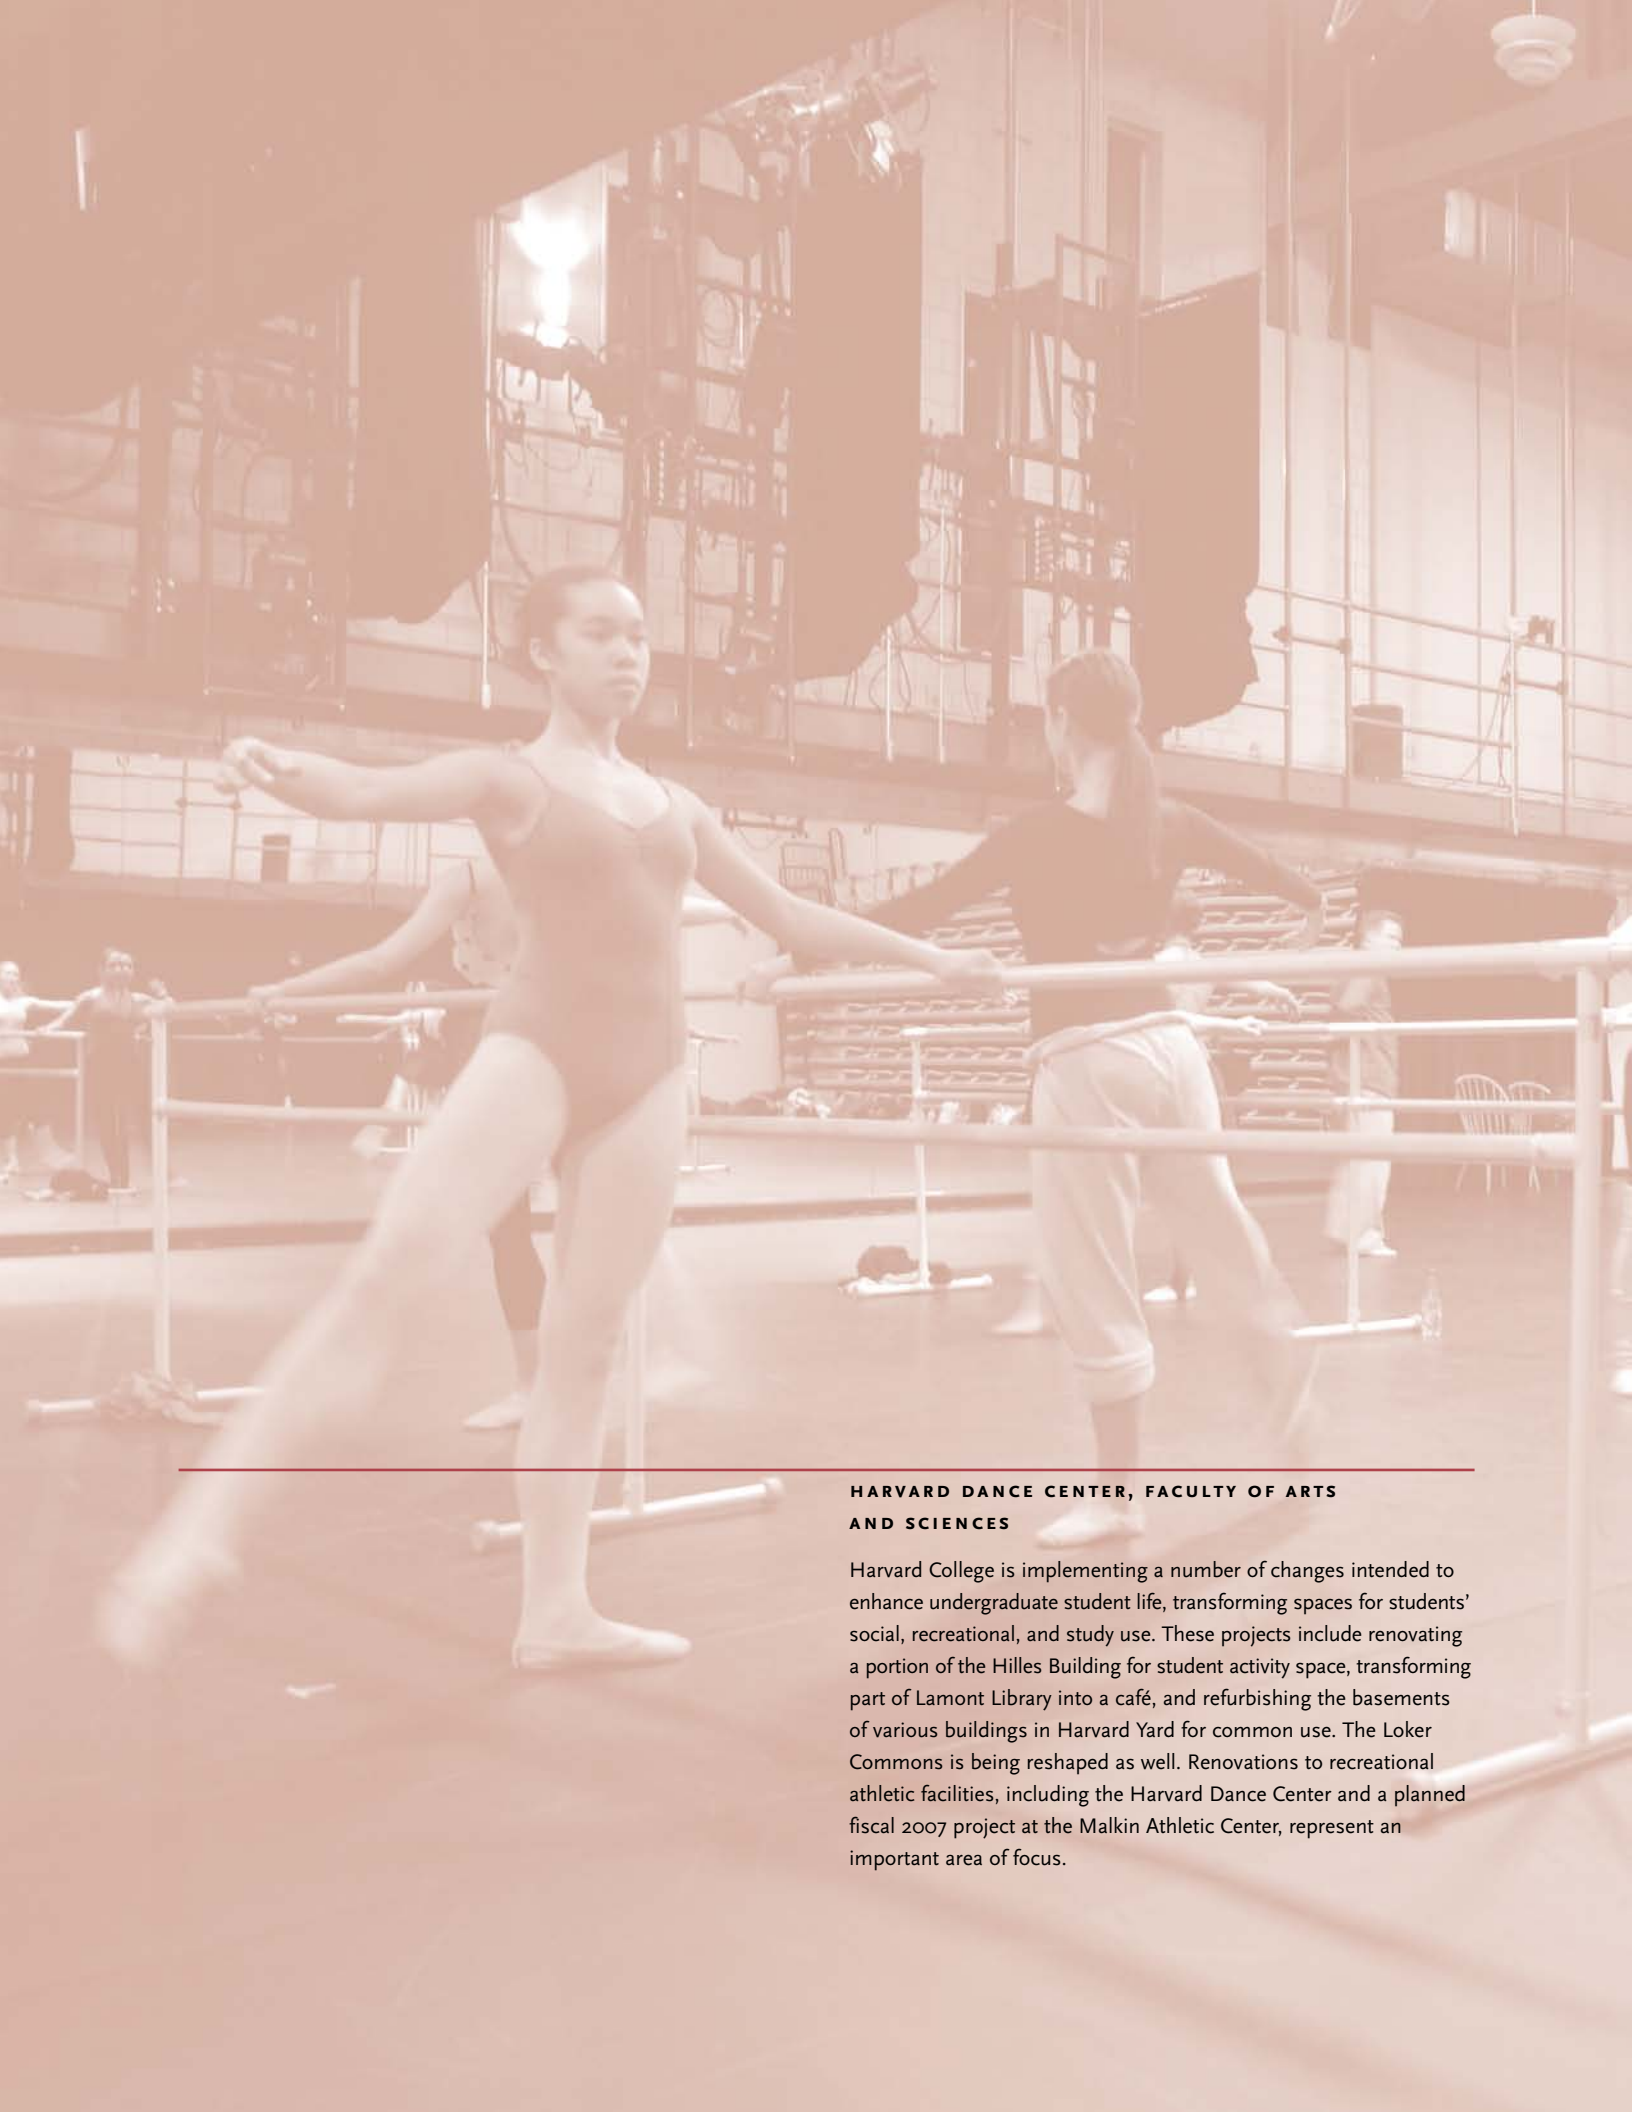 HARVARD DANCE CENTER, FACULTY OF ARTS
AND SCIENCES
Harvard College is implementing a number of changes intended to
enhance undergraduate student life, transforming spaces for students’
social, recreational, and study use. These projects include renovating
a portion of the Hilles Building for student activity space, transforming
part of Lamont Library into a café, and refurbishing the basements
of various buildings in Harvard Yard for common use. The Loker
Commons is being reshaped as well. Renovations to recreational
athletic facilities, including the Harvard Dance Center and a planned
fiscal 2007 project at the Malkin Athletic Center, represent an
important area of focus.